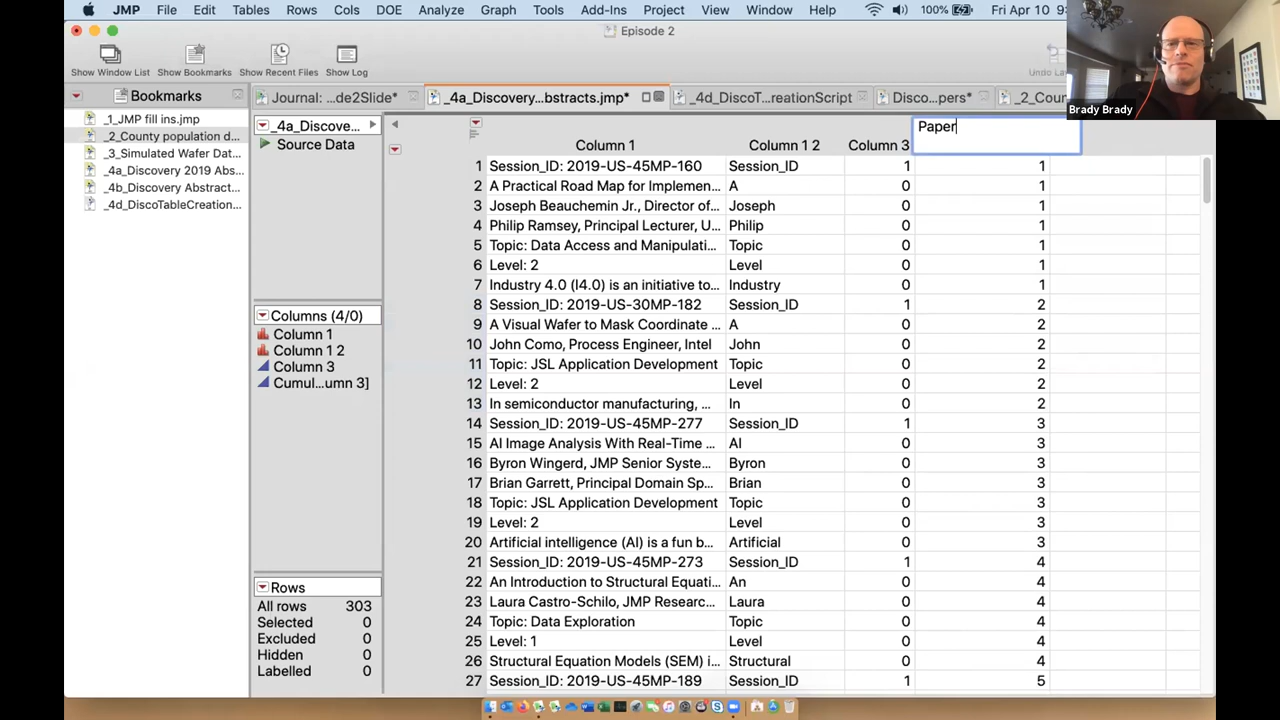 JMP File Edit Tables Rows Cols DOE Analyze Graph Tools Add-Ins Project View Window Help 100% Fri Apr 10 9:
Episode 2
Show Window List Show Bookmarks Show Recent Files Show Log Undo La
Bookmarks
Journal: ...de2Slide* _4a_Discovery...bstracts.jmp* _4d_DiscoT...reationScript Disco...pers* _2_Cour
Brady Brady
_1_JMP fill ins.jmp
_2_County population d...
_3_Simulated Wafer Dat...
_4a_Discovery 2019 Abs...
_4b_Discovery Abstract...
_4d_DiscoTableCreation...
_4a_Discove...
Source Data
Columns (4/0)
Column 1
Column 1 2
Column 3
Cumul...umn 3]
Rows
All rows 303
Selected 0
Excluded 0
Hidden 0
Labelled 0
Column 1 Column 1 2 Column 3 Paper
1 Session_ID: 2019-US-45MP-160 Session_ID 1 1
2 A Practical Road Map for Implemen... A 0 1
3 Joseph Beauchemin Jr., Director of... Joseph 0 1
4 Philip Ramsey, Principal Lecturer, U... Philip 0 1
5 Topic: Data Access and Manipulati... Topic 0 1
6 Level: 2 Level 0 1
7 Industry 4.0 (I4.0) is an initiative to... Industry 0 1
8 Session_ID: 2019-US-30MP-182 Session_ID 1 2
9 A Visual Wafer to Mask Coordinate ... A 0 2
10 John Como, Process Engineer, Intel John 0 2
11 Topic: JSL Application Development Topic 0 2
12 Level: 2 Level 0 2
13 In semiconductor manufacturing, ... In 0 2
14 Session_ID: 2019-US-45MP-277 Session_ID 1 3
15 AI Image Analysis With Real-Time ... AI 0 3
16 Byron Wingerd, JMP Senior Syste... Byron 0 3
17 Brian Garrett, Principal Domain Sp... Brian 0 3
18 Topic: JSL Application Development Topic 0 3
19 Level: 2 Level 0 3
20 Artificial intelligence (AI) is a fun b... Artificial 0 3
21 Session_ID: 2019-US-45MP-273 Session_ID 1 4
22 An Introduction to Structural Equati... An 0 4
23 Laura Castro-Schilo, JMP Researc... Laura 0 4
24 Topic: Data Exploration Topic 0 4
25 Level: 1 Level 0 4
26 Structural Equation Models (SEM) i... Structural 0 4
27 Session_ID: 2019-US-45MP-189 Session_ID 1 5